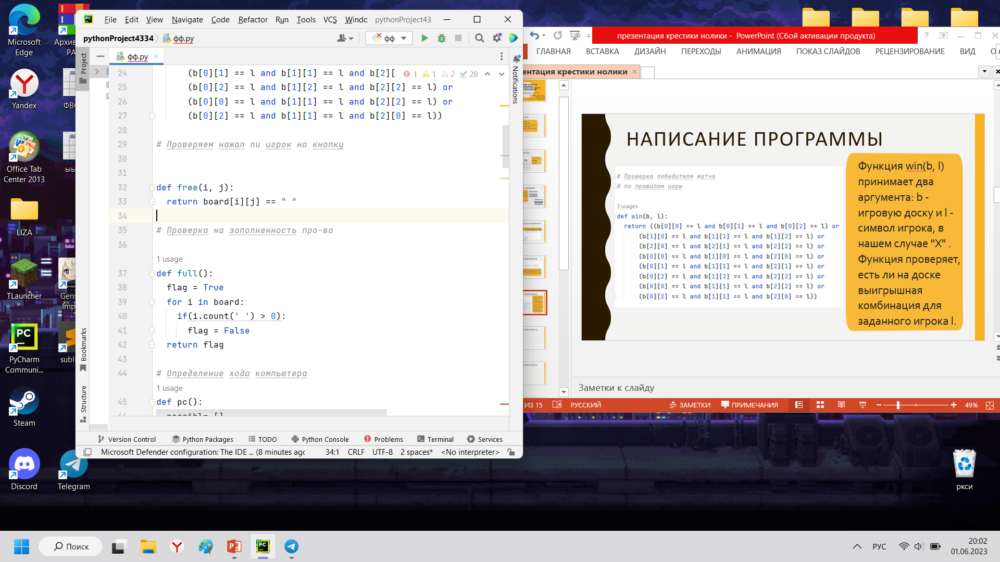 Microsoft
Edge
Yandex
Office Tab
Center 2013
LIZA
TLauncher
PyCharm
Communi...
Steam
Discord
Telegram
File Edit View Navigate Code Refactor Run Tools VCS Windo pythonProject43
pythonProject4334 фф.py
фф
фф.py
Project
Bookmarks
Structure
Notifications
1 1 2 28
24 (b[0][1] == l and b[1][1] == l and b[2][
25 (b[0][2] == l and b[1][2] == l and b[2][2] == l) or
26 (b[0][0] == l and b[1][1] == l and b[2][2] == l) or
27 (b[0][2] == l and b[1][1] == l and b[2][0] == l))
28
29 # Проверяем нажал ли игрок на кнопку
30
31
32 def free(i, j):
33 return board[i][j] == " "
34
35 # Проверка на заполненность про-ва
36
1 usage
37 def full():
38 flag = True
39 for i in board:
40 if(i.count(' ') > 0):
41 flag = False
42 return flag
43
44 # Определение хода компьютера
1 usage
45 def pc():
Version Control Python Packages TODO Python Console Problems Terminal Services
Microsoft Defender configuration: The IDE ... (8 minutes agc 34:1 CRLF UTF-8 2 spaces* <No interpreter>
презентация крестики нолики - PowerPoint (Сбой активации продукта)
ГЛАВНАЯ ВСТАВКА ДИЗАЙН ПЕРЕХОДЫ АНИМАЦИЯ ПОКАЗ СЛАЙДОВ РЕЦЕНЗИРОВАНИЕ ВИД
ентация крестики нолики
НАПИСАНИЕ ПРОГРАММЫ
# Проверка победителя матча
# по правилам игры
3 usages
def win(b, l):
return ((b[0][0] == l and b[0][1] == l and b[0][2] == l) or
(b[1][0] == l and b[1][1] == l and b[1][2] == l) or
(b[2][0] == l and b[2][1] == l and b[2][2] == l) or
(b[0][0] == l and b[1][0] == l and b[2][0] == l) or
(b[0][1] == l and b[1][1] == l and b[2][1] == l) or
(b[0][2] == l and b[1][2] == l and b[2][2] == l) or
(b[0][0] == l and b[1][1] == l and b[2][2] == l) or
(b[0][2] == l and b[1][1] == l and b[2][0] == l))
Функция win(b, l)
принимает два
аргумента: b -
игровую доску и l -
символ игрока, в
нашем случае "X" .
Функция проверяет,
есть ли на доске
выигрышная
комбинация для
заданного игрока l.
Заметки к слайду
ИЗ 15 РУССКИЙ ЗАМЕТКИ ПРИМЕЧАНИЯ 49%
ркси
Поиск
РУС
20:02
01.06.2023